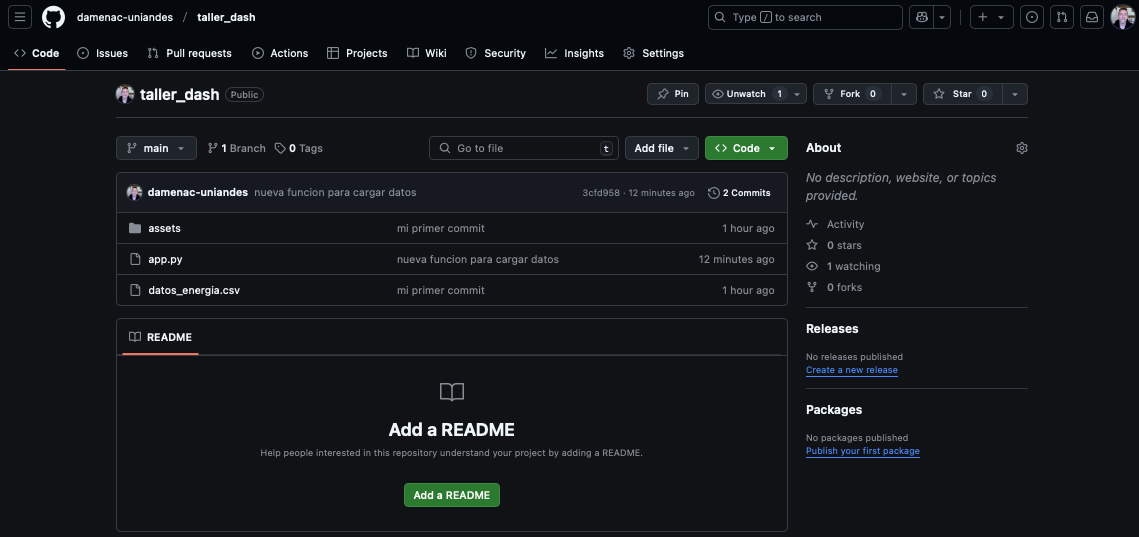 damenac-uniandes / taller_dash
Type / to search
Code Issues Pull requests Actions Projects Wiki Security Insights Settings
taller_dash Public
Pin Unwatch 1 Fork 0 Star 0
main 1 Branch 0 Tags
Go to file t Add file Code
damenac-uniandes nueva funcion para cargar datos 3cfd958 · 12 minutes ago 2 Commits
assets mi primer commit 1 hour ago
app.py nueva funcion para cargar datos 12 minutes ago
datos_energia.csv mi primer commit 1 hour ago
README
Add a README
Help people interested in this repository understand your project by adding a README.
Add a README
About
No description, website, or topics
provided.
Activity
0 stars
1 watching
0 forks
Releases
No releases published
Create a new release
Packages
No packages published
Publish your first package